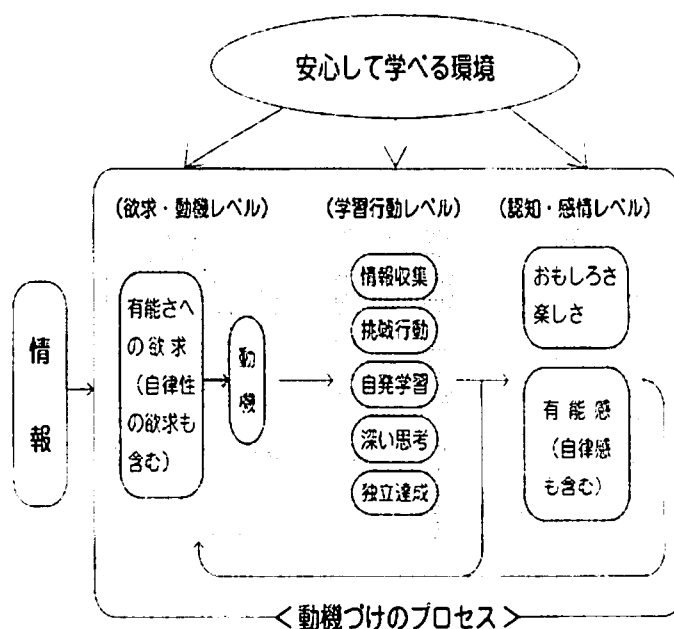 安心して学べる環境
(欲求・動機レベル)
(学習行動レベル)
(認知・感情レベル)
情報
有能さへ
の欲求
(自律性
の欲求も
含む)
動機
情報収集
挑戦行動
自発学習
深い思考
独立達成
おもしろさ
楽しさ
有能感
(自律感
も含む)
<動機づけのプロセス>